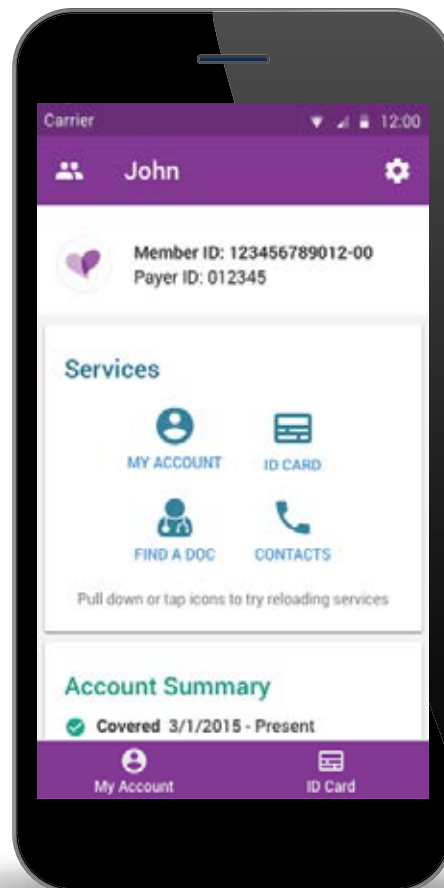 Carrier 12:00
John
Member ID: 123456789012-00
Payer ID: 012345
Services
MY ACCOUNT ID CARD
FIND A DOC CONTACTS
Pull down or tap icons to try reloading services
Account Summary
Covered 3/1/2015 - Present
My Account ID Card